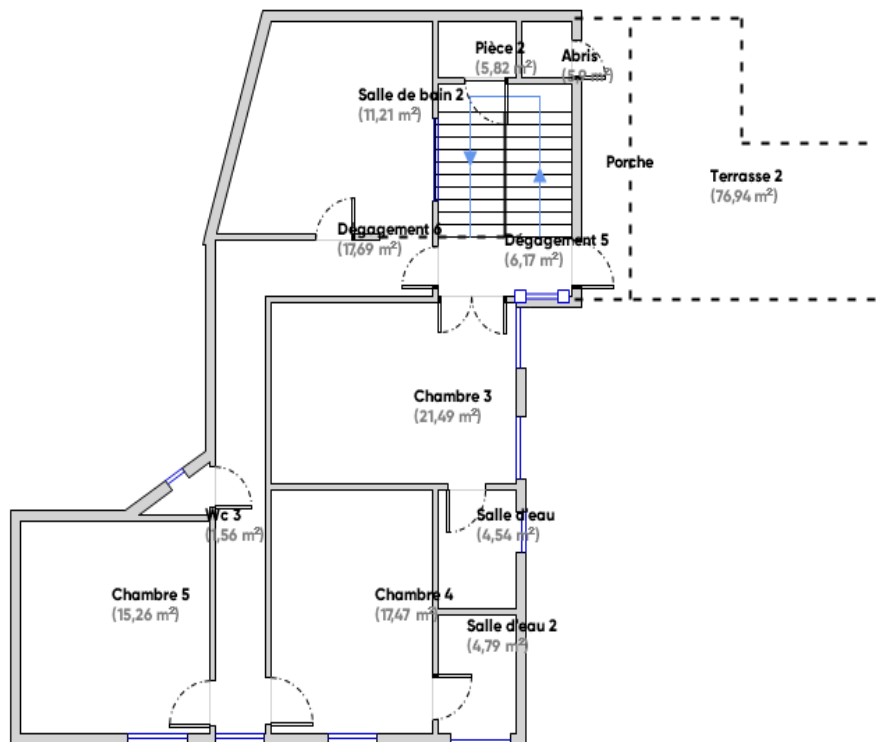 Pièce 2
(5,82 m²)
Abris
(5,9 m²)
Salle de bain 2
(11,21 m²)
Porche
Terrasse 2
(76,94 m²)
Dégagement 6
(17,69 m²)
Dégagement 5
(6,17 m²)
Chambre 3
(21,49 m²)
Wc 3
(1,56 m²)
Salle d'eau
(4,54 m²)
Chambre 5
(15,26 m²)
Chambre 4
(17,47 m²)
Salle d'eau 2
(4,79 m²)